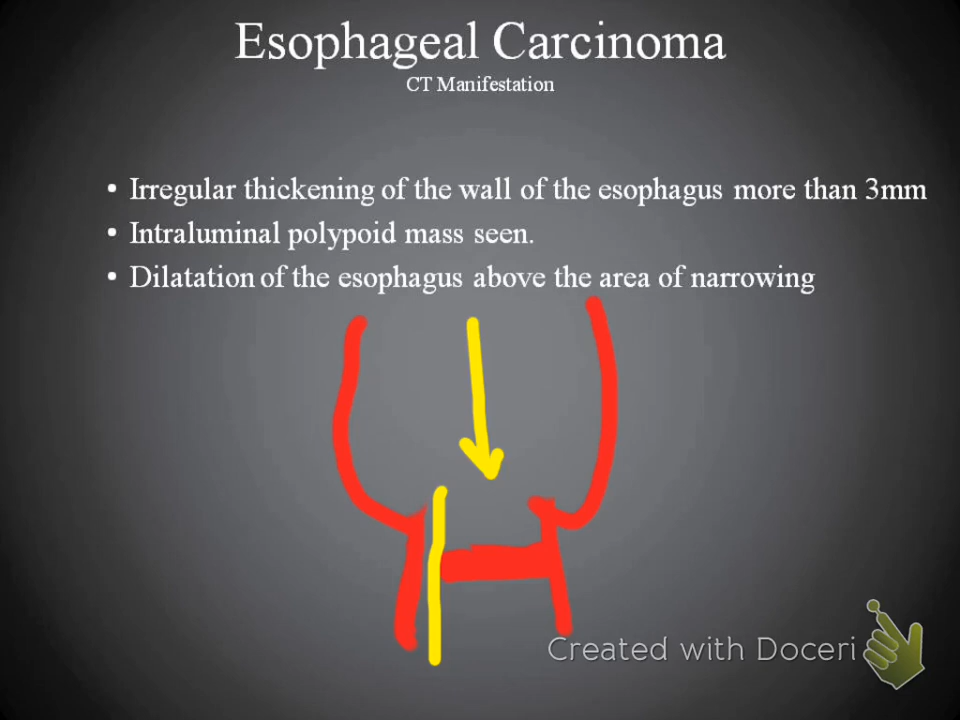 Esophageal Carcinoma
CT Manifestation
• Irregular thickening of the wall of the esophagus more than 3mm
• Intraluminal polypoid mass seen.
• Dilatation of the esophagus above the area of narrowing
Created with Doceri